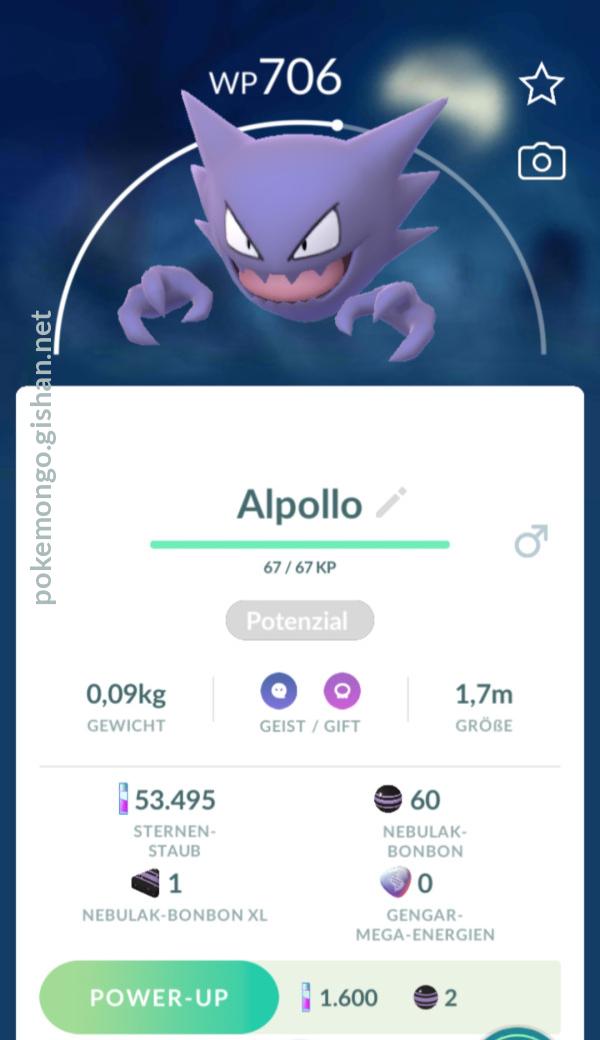 WP706
pokemongo.gishan.net
Alpollo
67 / 67 KP
Potenzial
0,09kg
GEWICHT
GEIST / GIFT
1,7m
GRÖßE
53.495
STERNEN-
STAUB
60
NEBULAK-
BONBON
1
NEBULAK-BONBON XL
0
GENGAR-
MEGA-ENERGIEN
POWER-UP
1.600
2